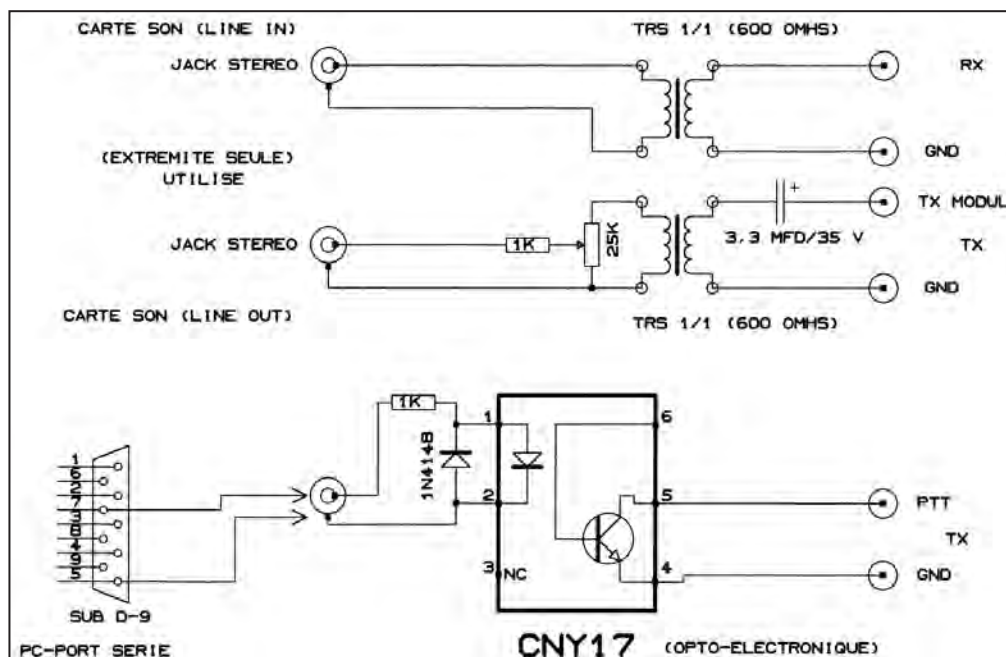 CARTE SON (LINE IN)
TRS 1/1 (600 OMHS)
JACK STEREO
RX
(EXTREMITE SEULE)
UTILISE
GND
TX MODUL
JACK STEREO
1K
25K
3,3 MFD/35 V
+
TX
GND
CARTE SON (LINE OUT)
TRS 1/1 (600 OMHS)
1K
1
6
1N4148
1
6
2
7
3
8
4
9
5
2
5
PTT
TX
3
NC
4
GND
SUB D-9
PC-PORT SERIE
CNY17
(OPTO-ELECTRONIQUE)